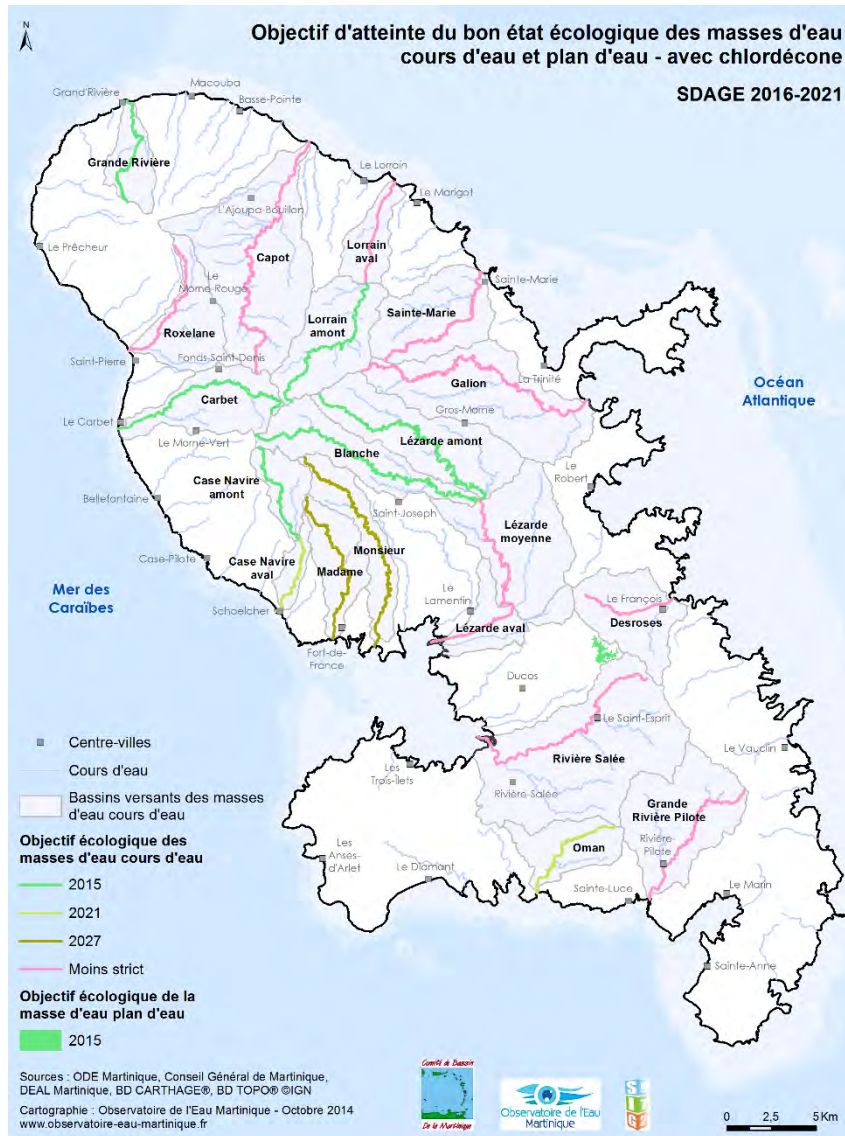 N
Objectif d'atteinte du bon état écologique des masses d'eau
cours d'eau et plan d'eau - avec chlordécone
SDAGE 2016-2021
Macouba
Grand'Rivière
Basse-Pointe
Grande Rivière
Le Lorrain
Le Marigot
L'Ajoupa-Bouillon
Le Prêcheur
Capot
Lorrain
aval
Le
Morne-Rouge
Sainte-Marie
Sainte-Marie
Roxelane
Lorrain
amont
Saint-Pierre
Fonds-Saint-Denis
La Trinité
Galion
Océan
Atlantique
Carbet
Gros-Morne
Le Carbet
Le Morne-Vert
Lézarde amont
Blanche
Le
Robert
Case Navire
amont
Bellefontaine
Saint-Joseph
Lézarde
moyenne
Case-Pilote
Case Navire
aval
Monsieur
Madame
Mer des
Caraïbes
Schoelcher
Le
Lamentin
Le François
Desroses
Lézarde aval
Fort-de-
France
Ducos
Le Saint-Esprit
Le Vauclin
Rivière Salée
Les
Trois-Îlets
Rivière-Salée
Grande
Rivière Pilote
Les
Anses-
d'Arlet
Oman
Rivière-
Pilote
Le Diamant
Sainte-Luce
Le Marin
Sainte-Anne
Centre-villes
Cours d'eau
Bassins versants des masses
d'eau cours d'eau
Objectif écologique des
masses d'eau cours d'eau
2015
2021
2027
Moins strict
Objectif écologique de la
masse d'eau plan d'eau
2015
Sources : ODE Martinique, Conseil Général de Martinique,
DEAL Martinique, BD CARTHAGE®, BD TOPO® ©IGN
Cartographie : Observatoire de l'Eau Martinique - Octobre 2014
www.observatoire-eau-martinique.fr
Comité de Bassin
De la Martinique
Observatoire de l'Eau
Martinique
0 2,5 5 Km